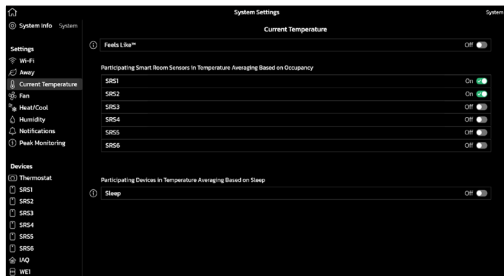 System Settings
System
System Info System
Current Temperature
Settings
Feels Like™ Off
Wi-Fi
Away
Participating Smart Room Sensors in Temperature Averaging Based on Occupancy
Current Temperature
SRS1 On
Fan
SRS2 On
Heat/Cool
SRS3 Off
Humidity
SRS4 Off
Notifications
SRS5 Off
Peak Monitoring
SRS6 Off
Devices
Thermostat
Participating Devices in Temperature Averaging Based on Sleep
SRS1
Sleep Off
SRS2
SRS3
SRS4
SRS5
SRS6
IAQ
WE1